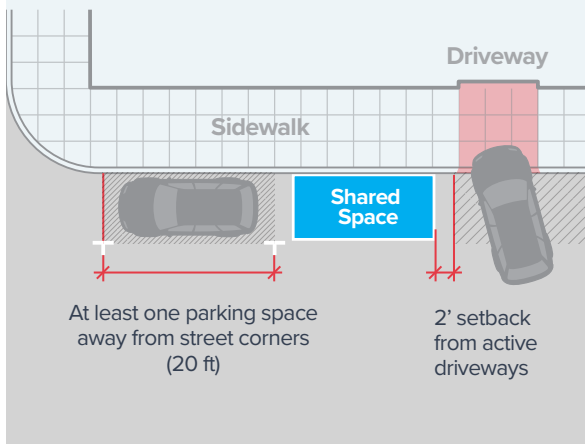 Driveway
Sidewalk
Shared
Space
At least one parking space
away from street corners
(20 ft)
2’ setback
from active
driveways